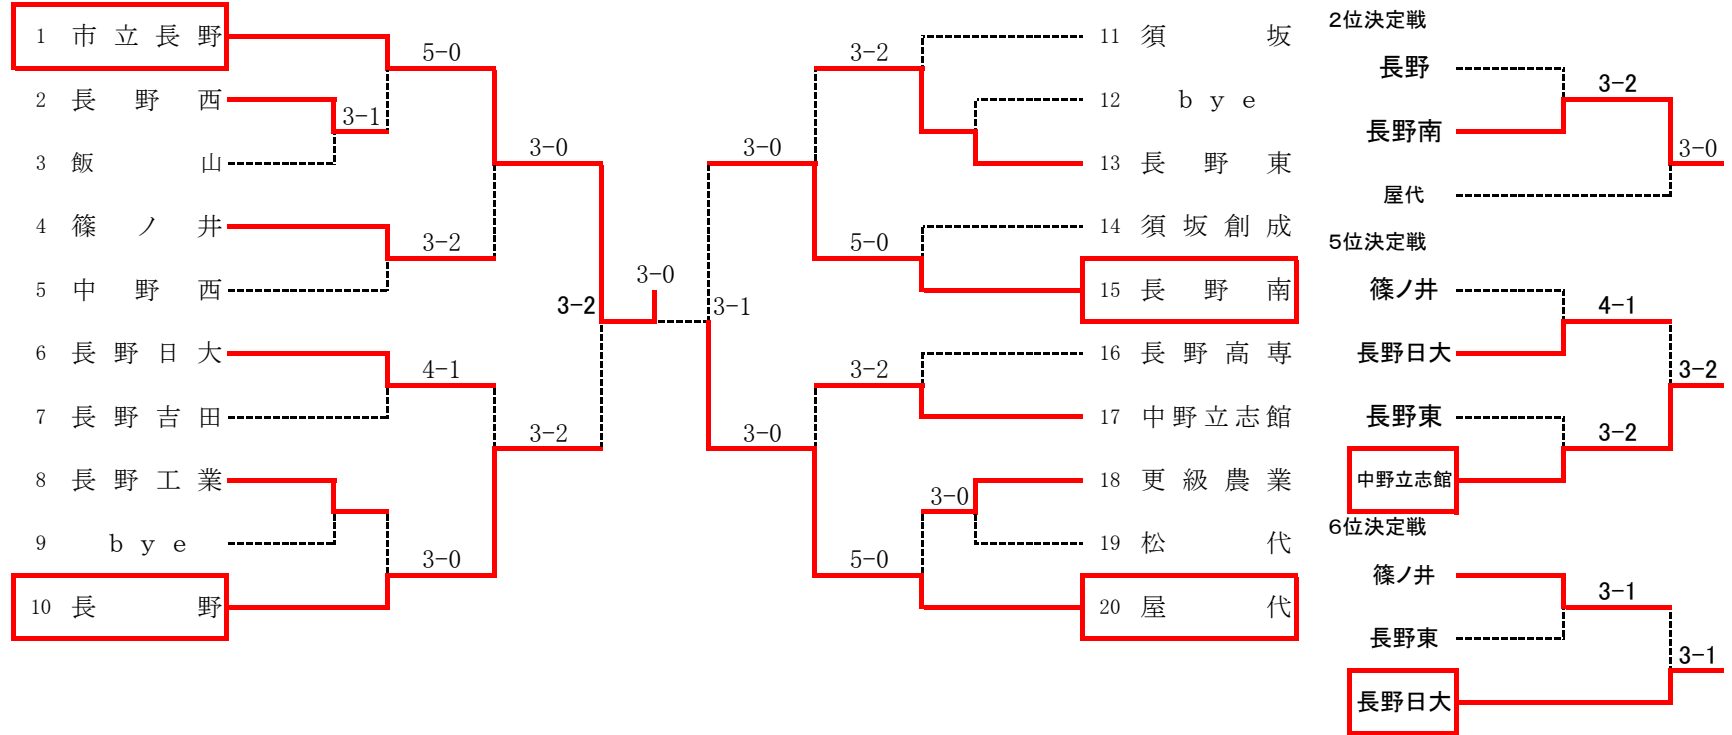 1 市立長野
2 長野西
3 飯山
4 篠ノ井
5 中野西
6 長野日大
7 長野吉田
8 長野工業
9 bye
10 長野
5-0
3-1
3-2
4-1
3-0
3-0
3-2
3-2
3-0
3-1
3-0
3-0
3-2
5-0
3-2
3-0
5-0
11 須坂
12 bye
13 長野東
14 須坂創成
15 長野南
16 長野高専
17 中野立志館
18 更級農業
19 松代
20 屋代
2位決定戦
長野
3-2
長野南
3-0
屋代
5位決定戦
篠ノ井
4-1
長野日大
3-2
長野東
3-2
中野立志館
6位決定戦
篠ノ井
3-1
長野東
3-1
長野日大